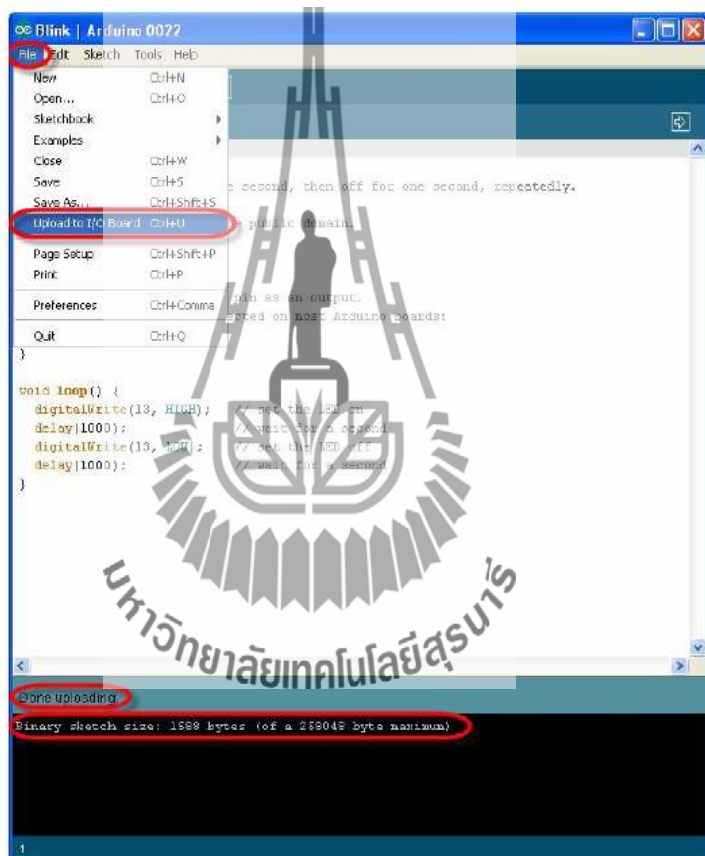 Blink | Arduino 0022
File Edit Sketch Tools Help
New Ctrl+N
Open... Ctrl+O
Sketchbook
Examples
Close Ctrl+W
Save Ctrl+S
Save As... Ctrl+Shift+S
Upload to I/O Board Ctrl+U
Page Setup Ctrl+Shift+P
Print Ctrl+P
Preferences Ctrl+Comma
Quit Ctrl+Q
second, then off for one second, repeatedly.
public domain.
pin as an output.
on most Arduino boards:
}
void loop() {
digitalWrite(13, HIGH); // set the LED on
delay(1000); // wait for a second
digitalWrite(13, LOW); // set the LED off
delay(1000); // wait for a second
}
มหาวิทยาลัยเทคโนโลยีสุรนารี
Done uploading.
Binary sketch size: 1588 bytes (of a 258048 byte maximum)
1